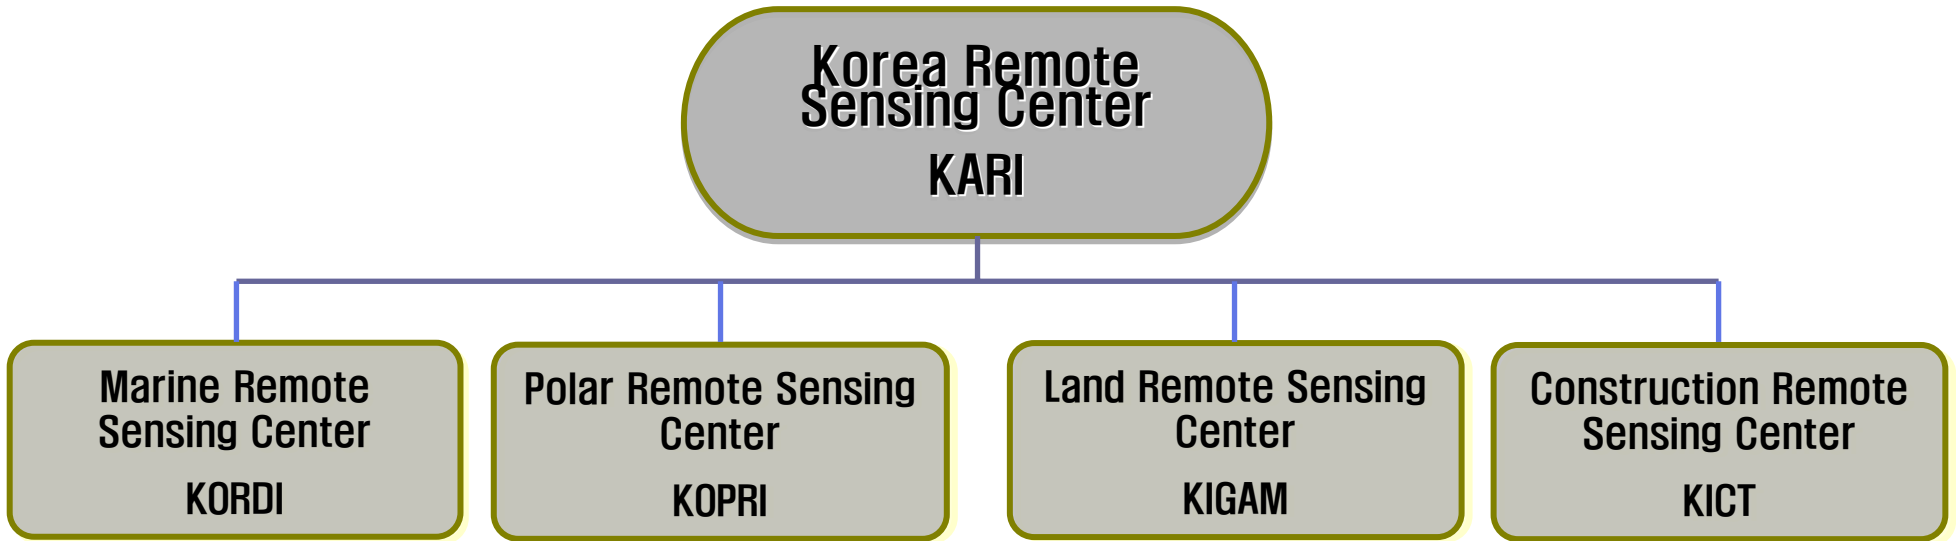 Korea Remote
Sensing Center
KARI
Marine Remote
Sensing Center
KORDI
Polar Remote Sensing
Center
KOPRI
Land Remote Sensing
Center
KIGAM
Construction Remote
Sensing Center
KICT